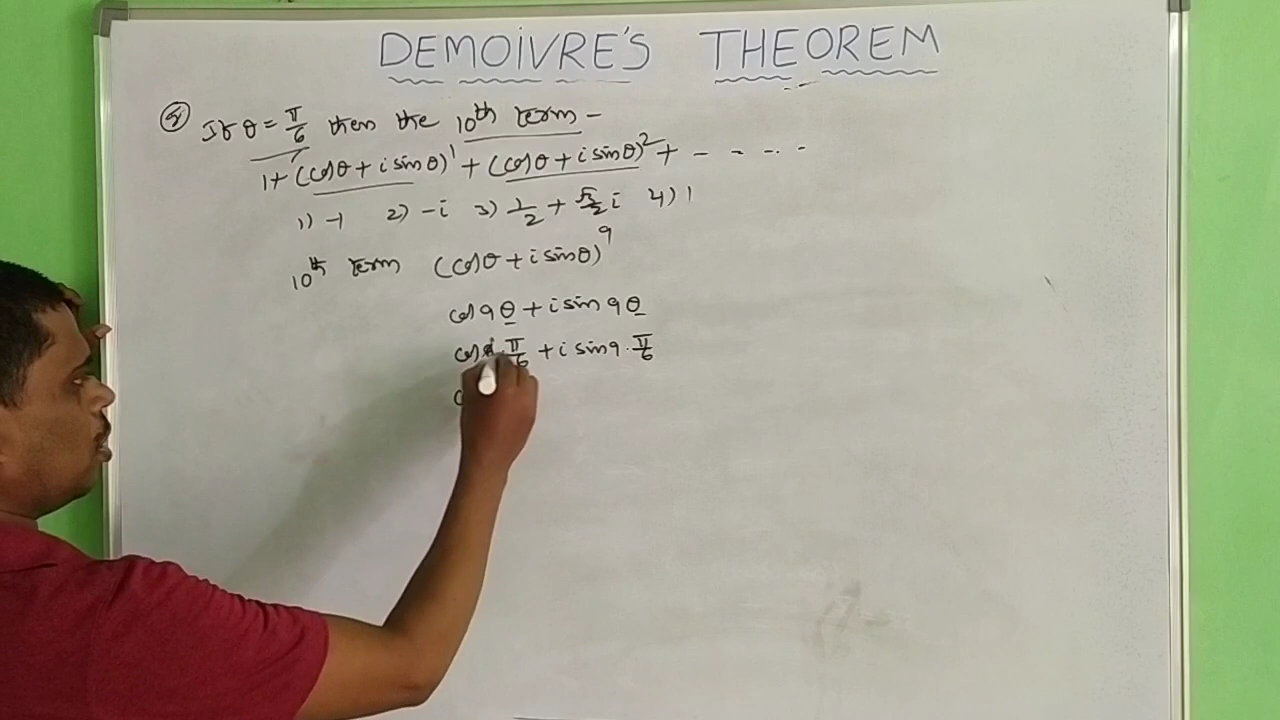 DEMOIVRE'S THEOREM
If θ = π/6 then the 10th term -
1 + (cosθ + i sinθ)^1 + (cosθ + i sinθ)^2 + - - - -
1) -1 2) -i 3) 1/2 + √3/2 i 4) 1
10th term (cosθ + i sinθ)^9
cos 9θ + i sin 9θ
π/6 + i sin 9 · π/6